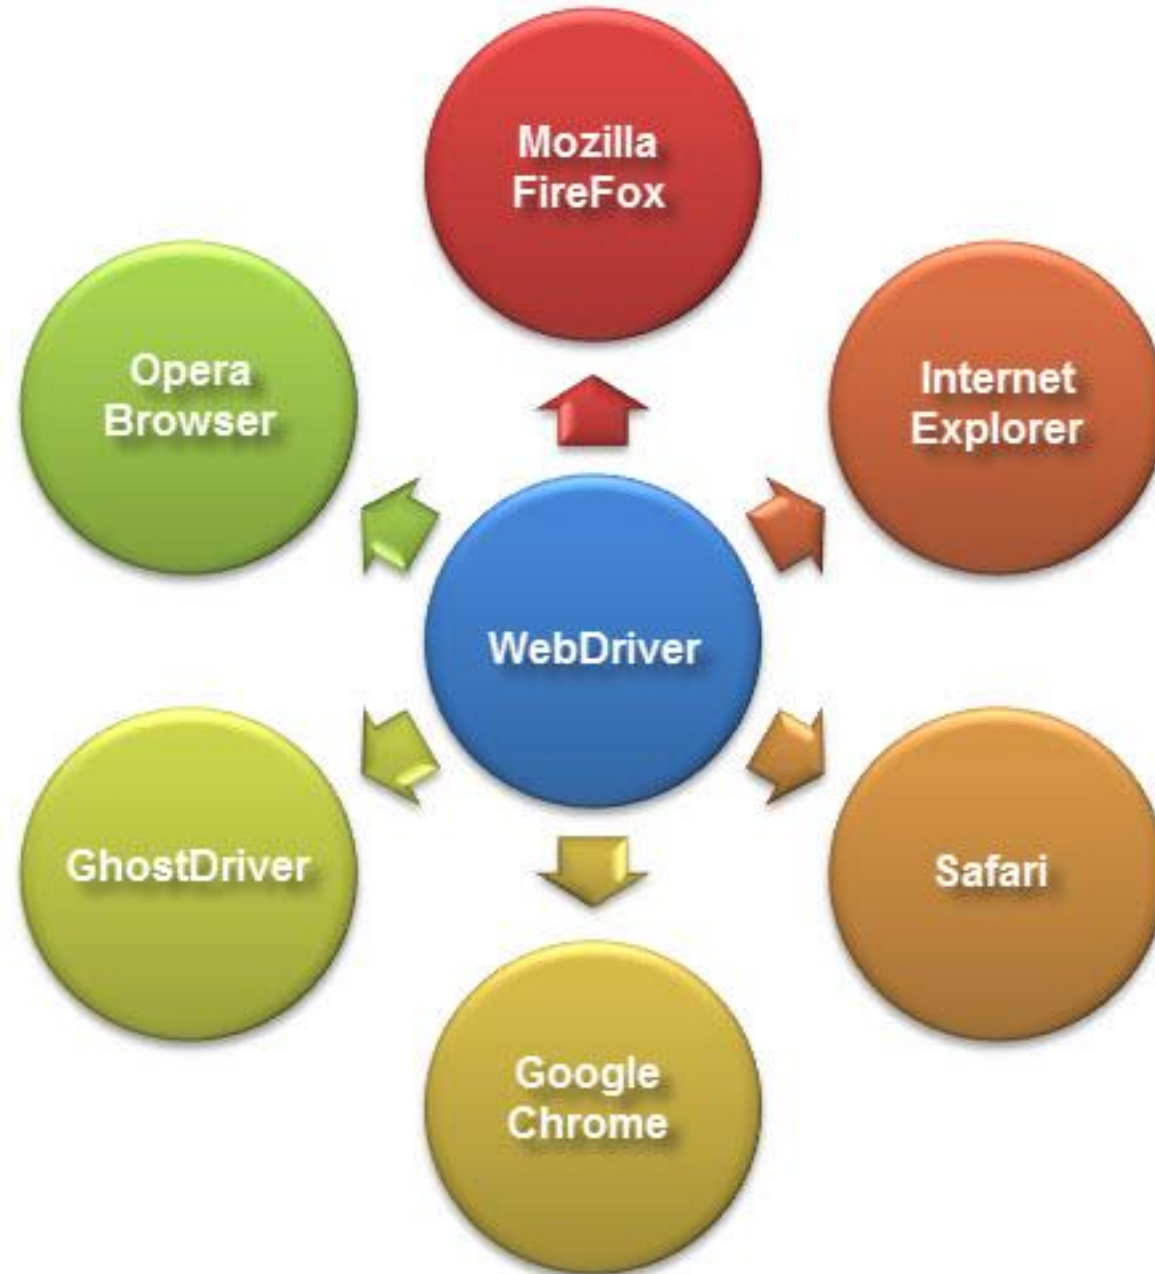 Mozilla
FireFox
Opera
Browser
Internet
Explorer
WebDriver
GhostDriver
Safari
Google
Chrome